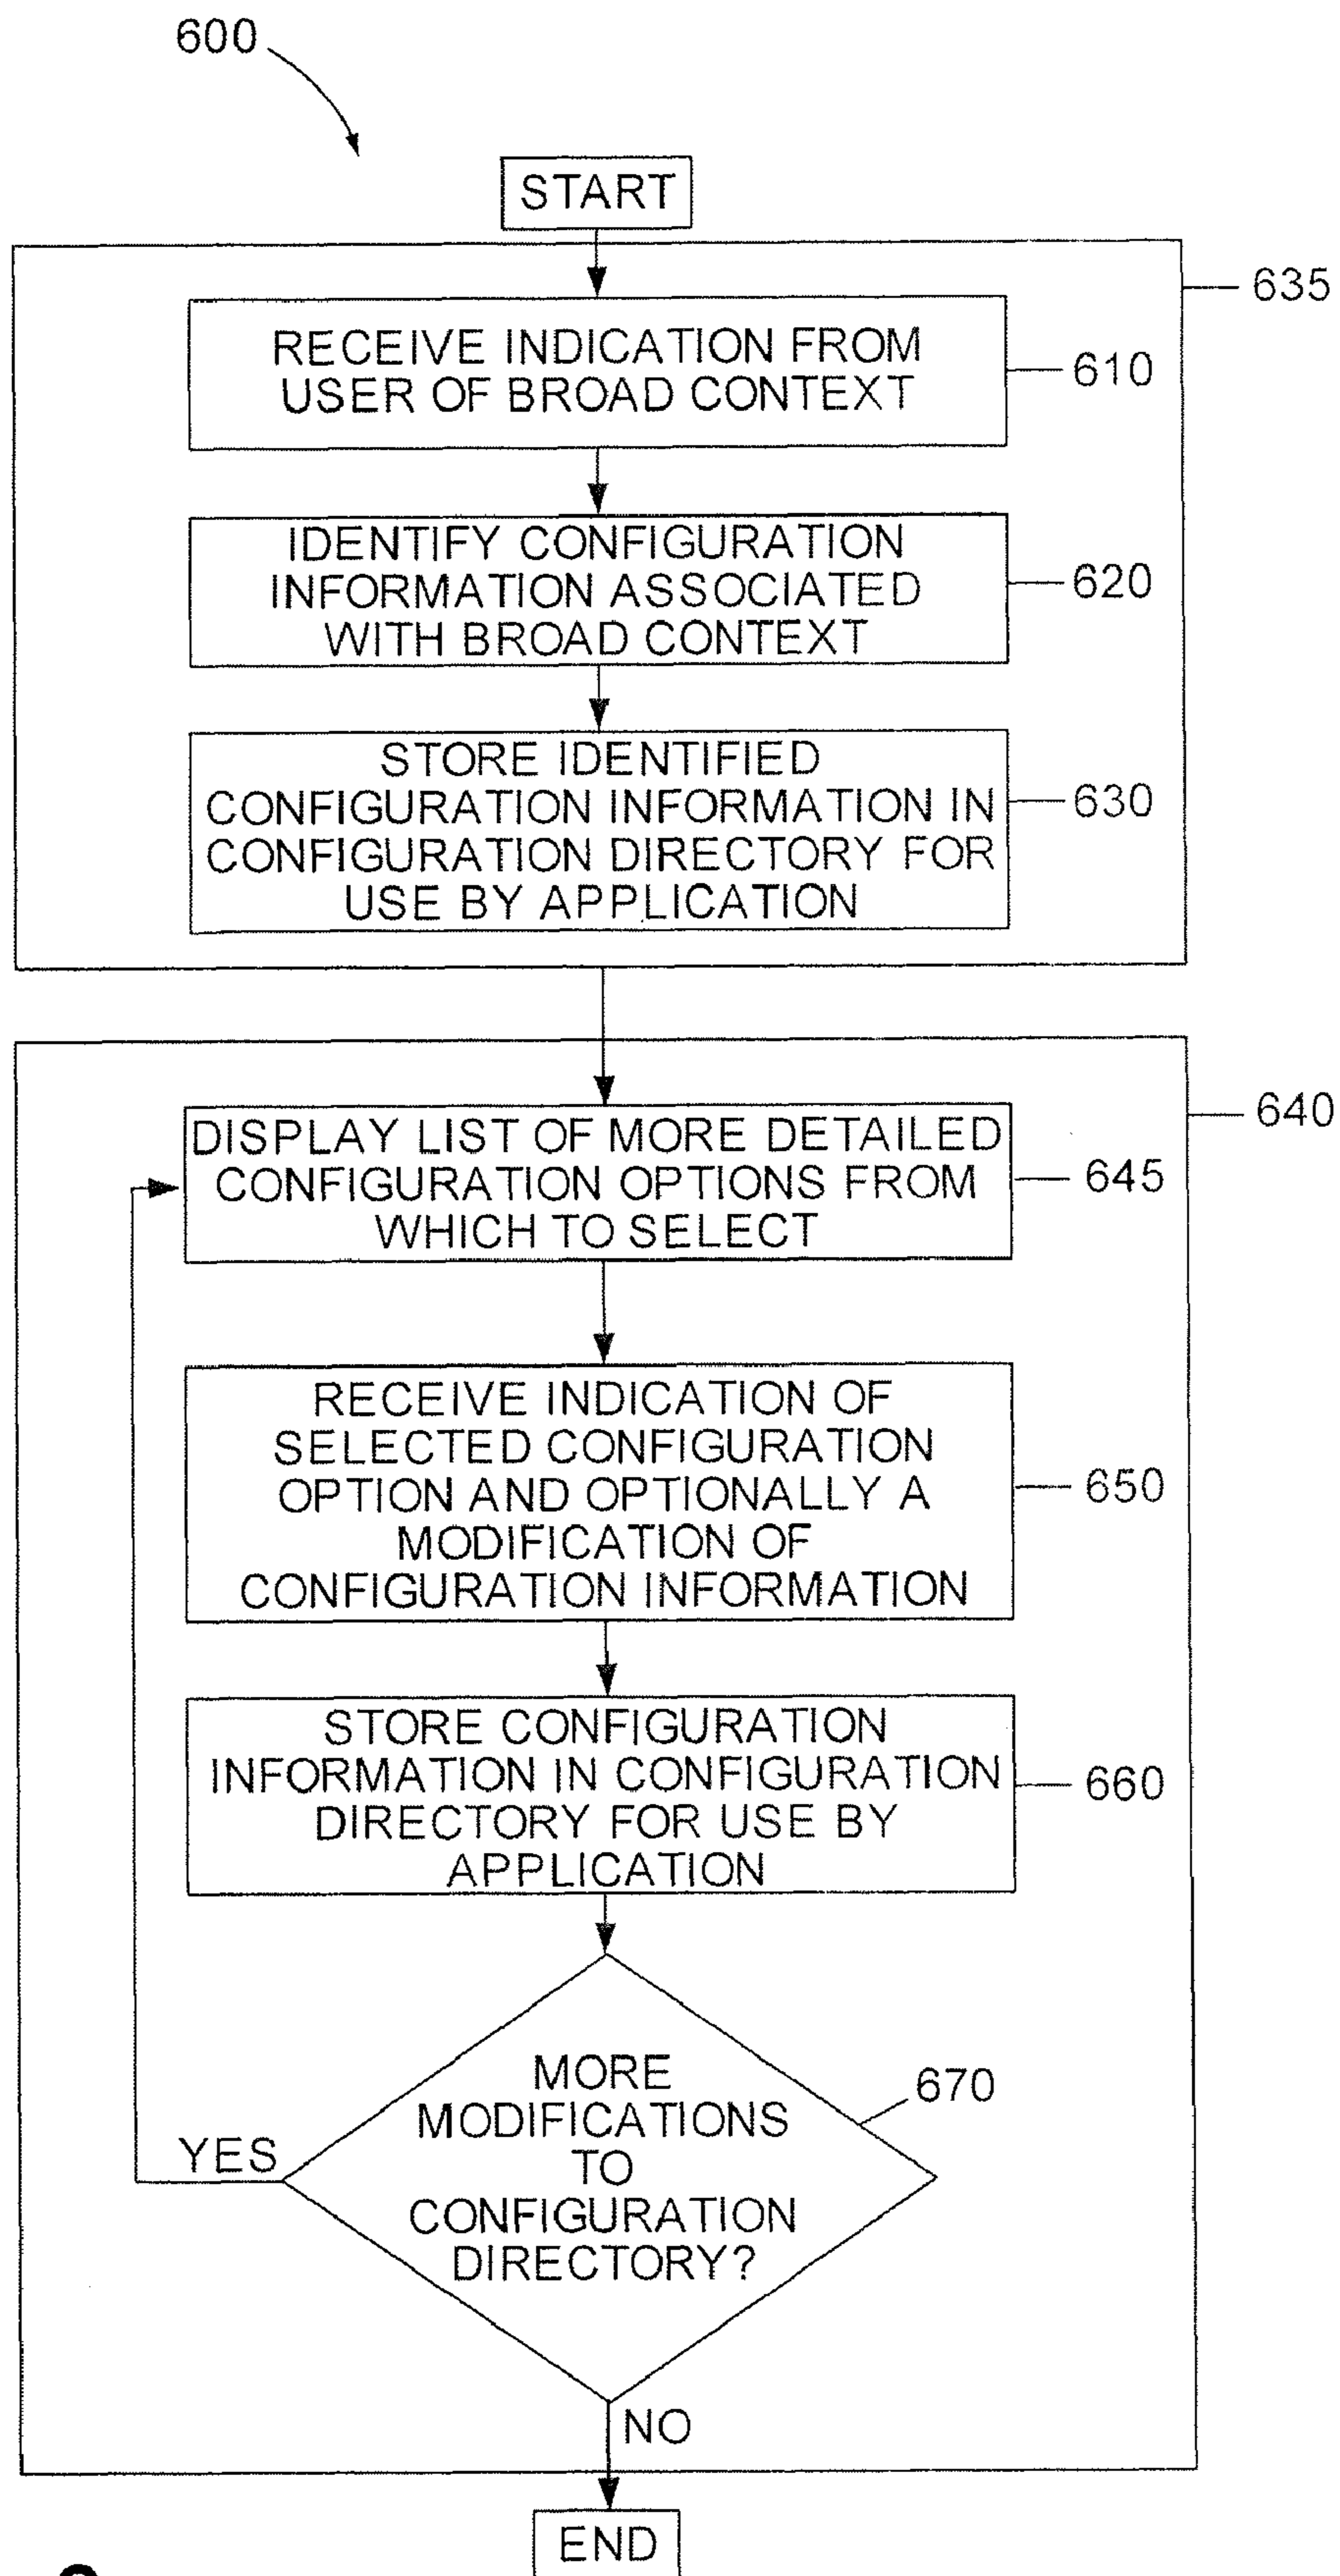 600
START
635
RECEIVE INDICATION FROM
USER OF BROAD CONTEXT
610
IDENTIFY CONFIGURATION
INFORMATION ASSOCIATED
WITH BROAD CONTEXT
620
STORE IDENTIFIED
CONFIGURATION INFORMATION IN
CONFIGURATION DIRECTORY FOR
USE BY APPLICATION
630
640
DISPLAY LIST OF MORE DETAILED
CONFIGURATION OPTIONS FROM
WHICH TO SELECT
645
RECEIVE INDICATION OF
SELECTED CONFIGURATION
OPTION AND OPTIONALLY A
MODIFICATION OF
CONFIGURATION INFORMATION
650
STORE CONFIGURATION
INFORMATION IN CONFIGURATION
DIRECTORY FOR USE BY
APPLICATION
660
MORE
MODIFICATIONS
TO
CONFIGURATION
DIRECTORY?
670
YES
NO
END